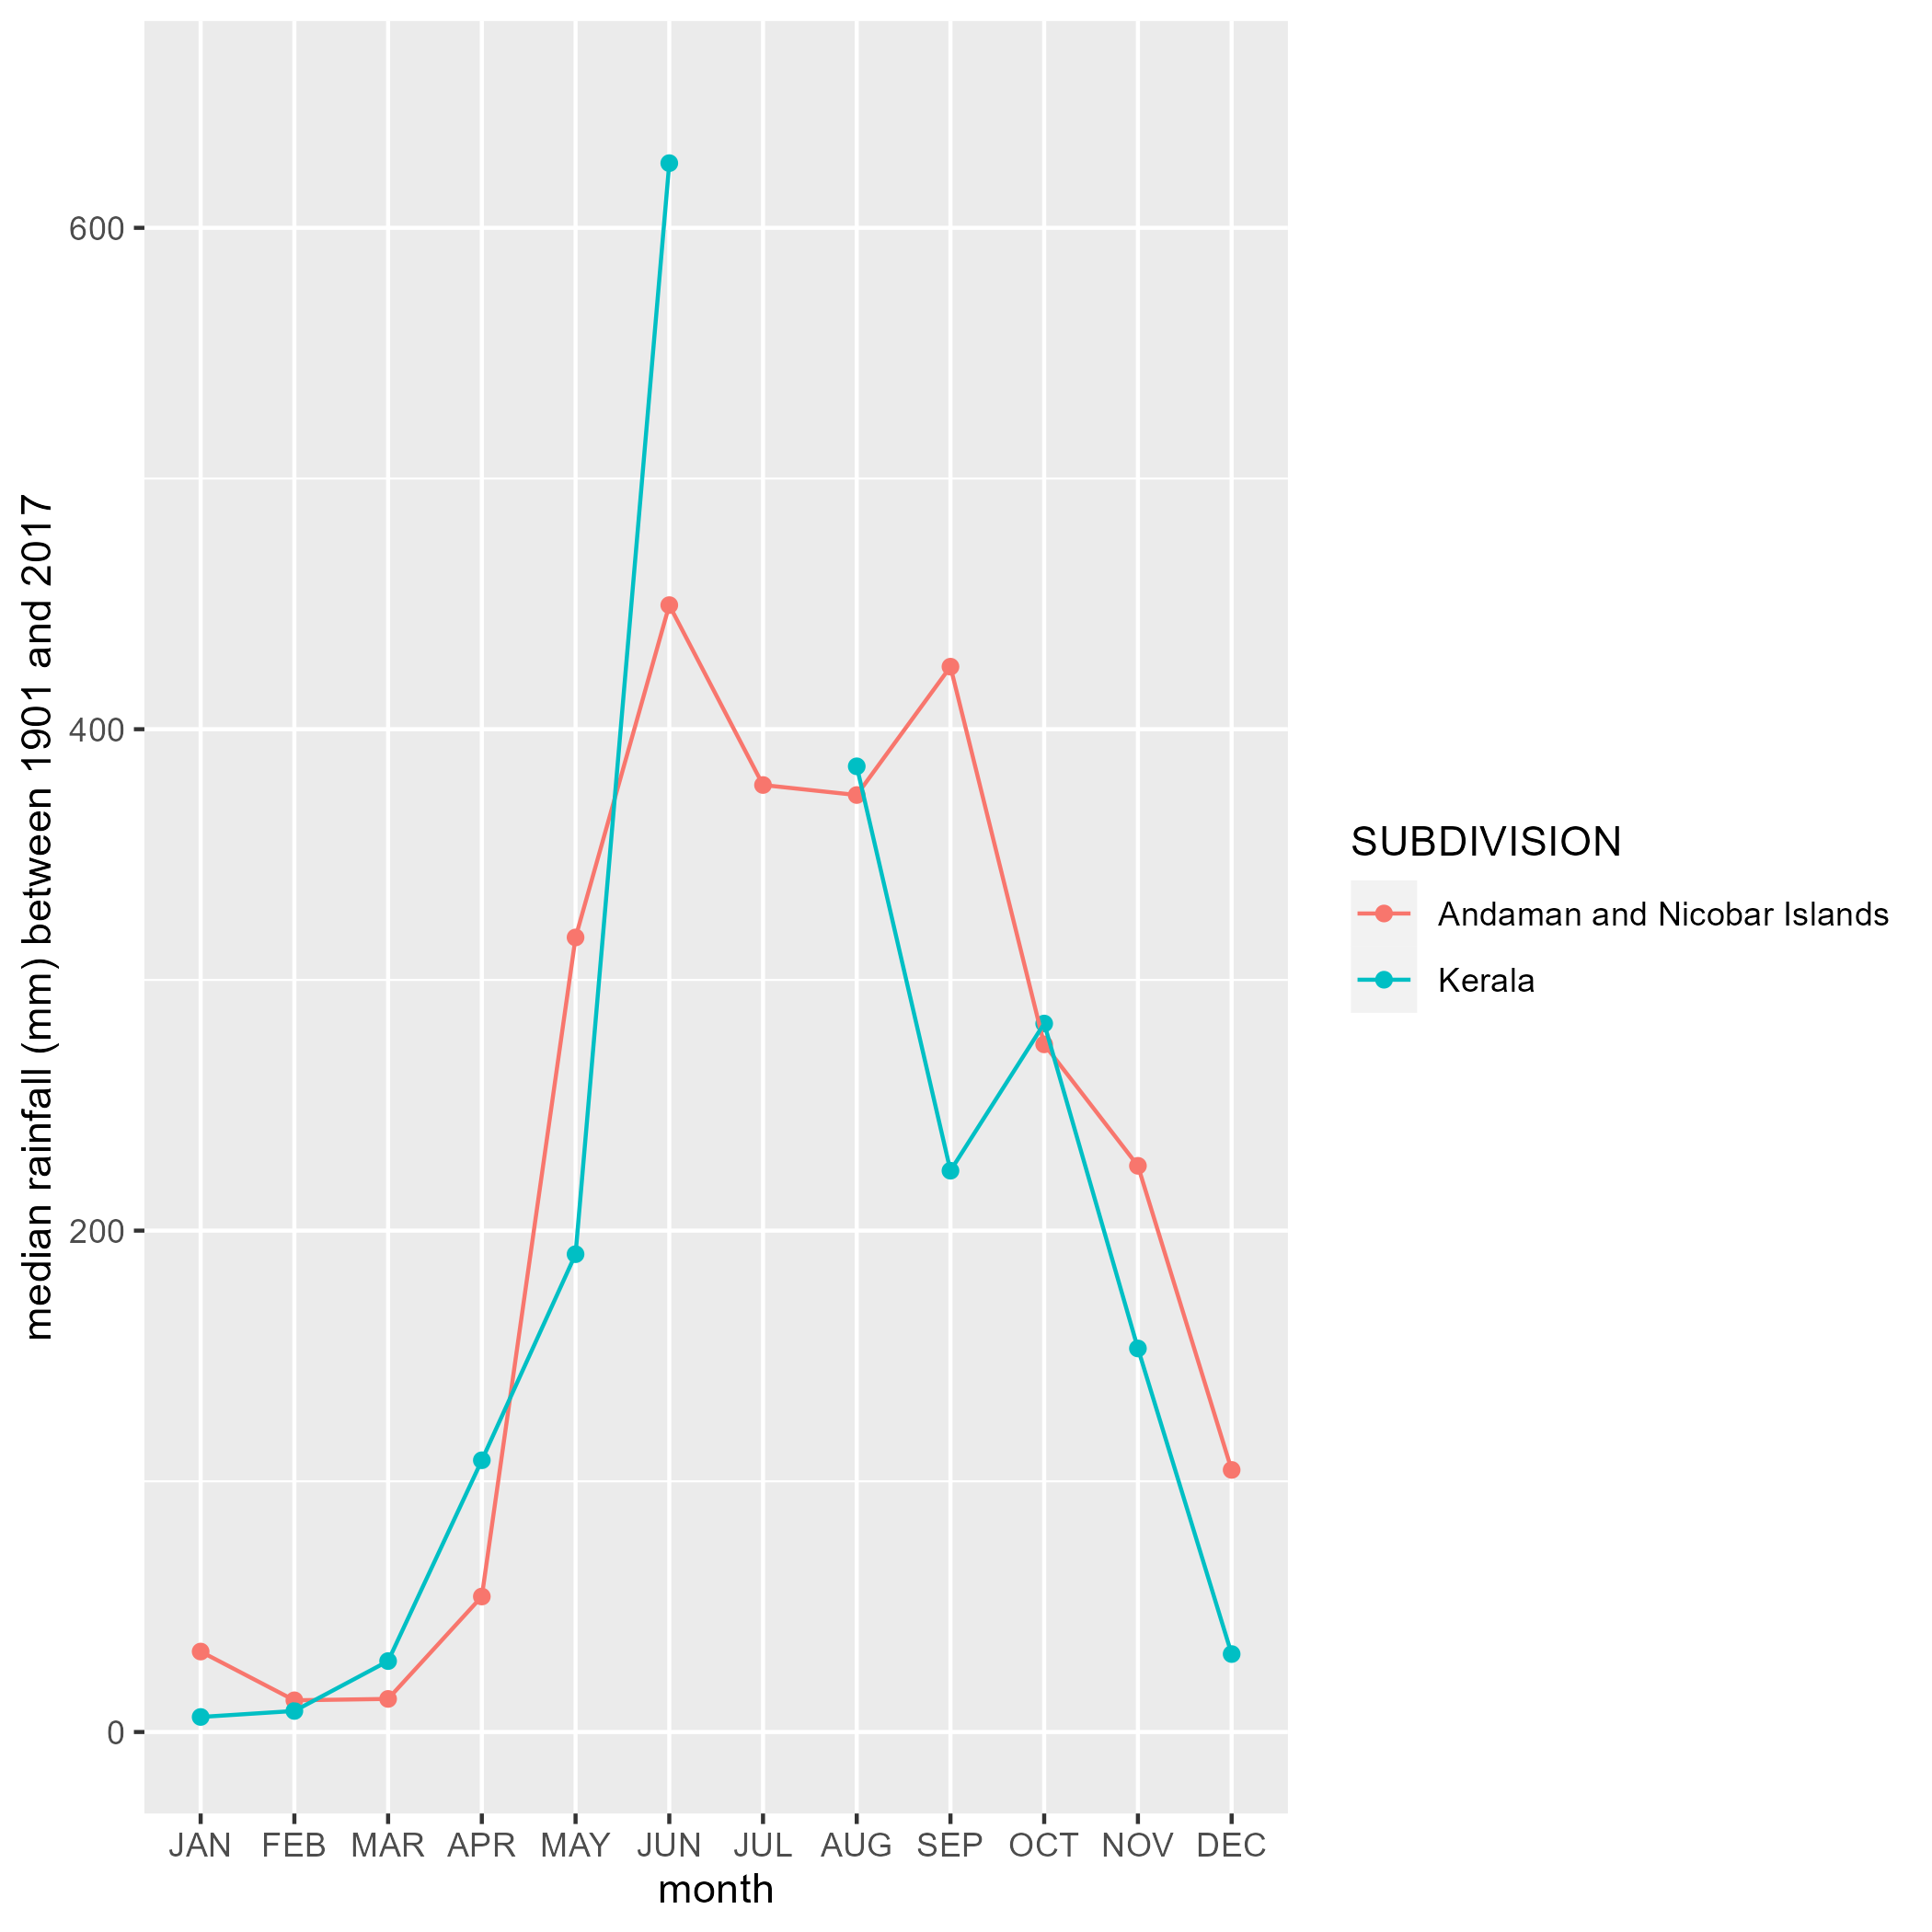 median rainfall (mm) between 1901 and 2017
600
400
200
0
JAN FEB MAR APR MAY JUN JUL AUG SEP OCT NOV DEC
month
SUBDIVISION
Andaman and Nicobar Islands
Kerala